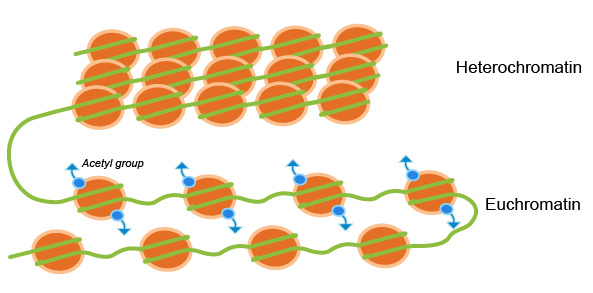 Heterochromatin
Acetyl group
Euchromatin